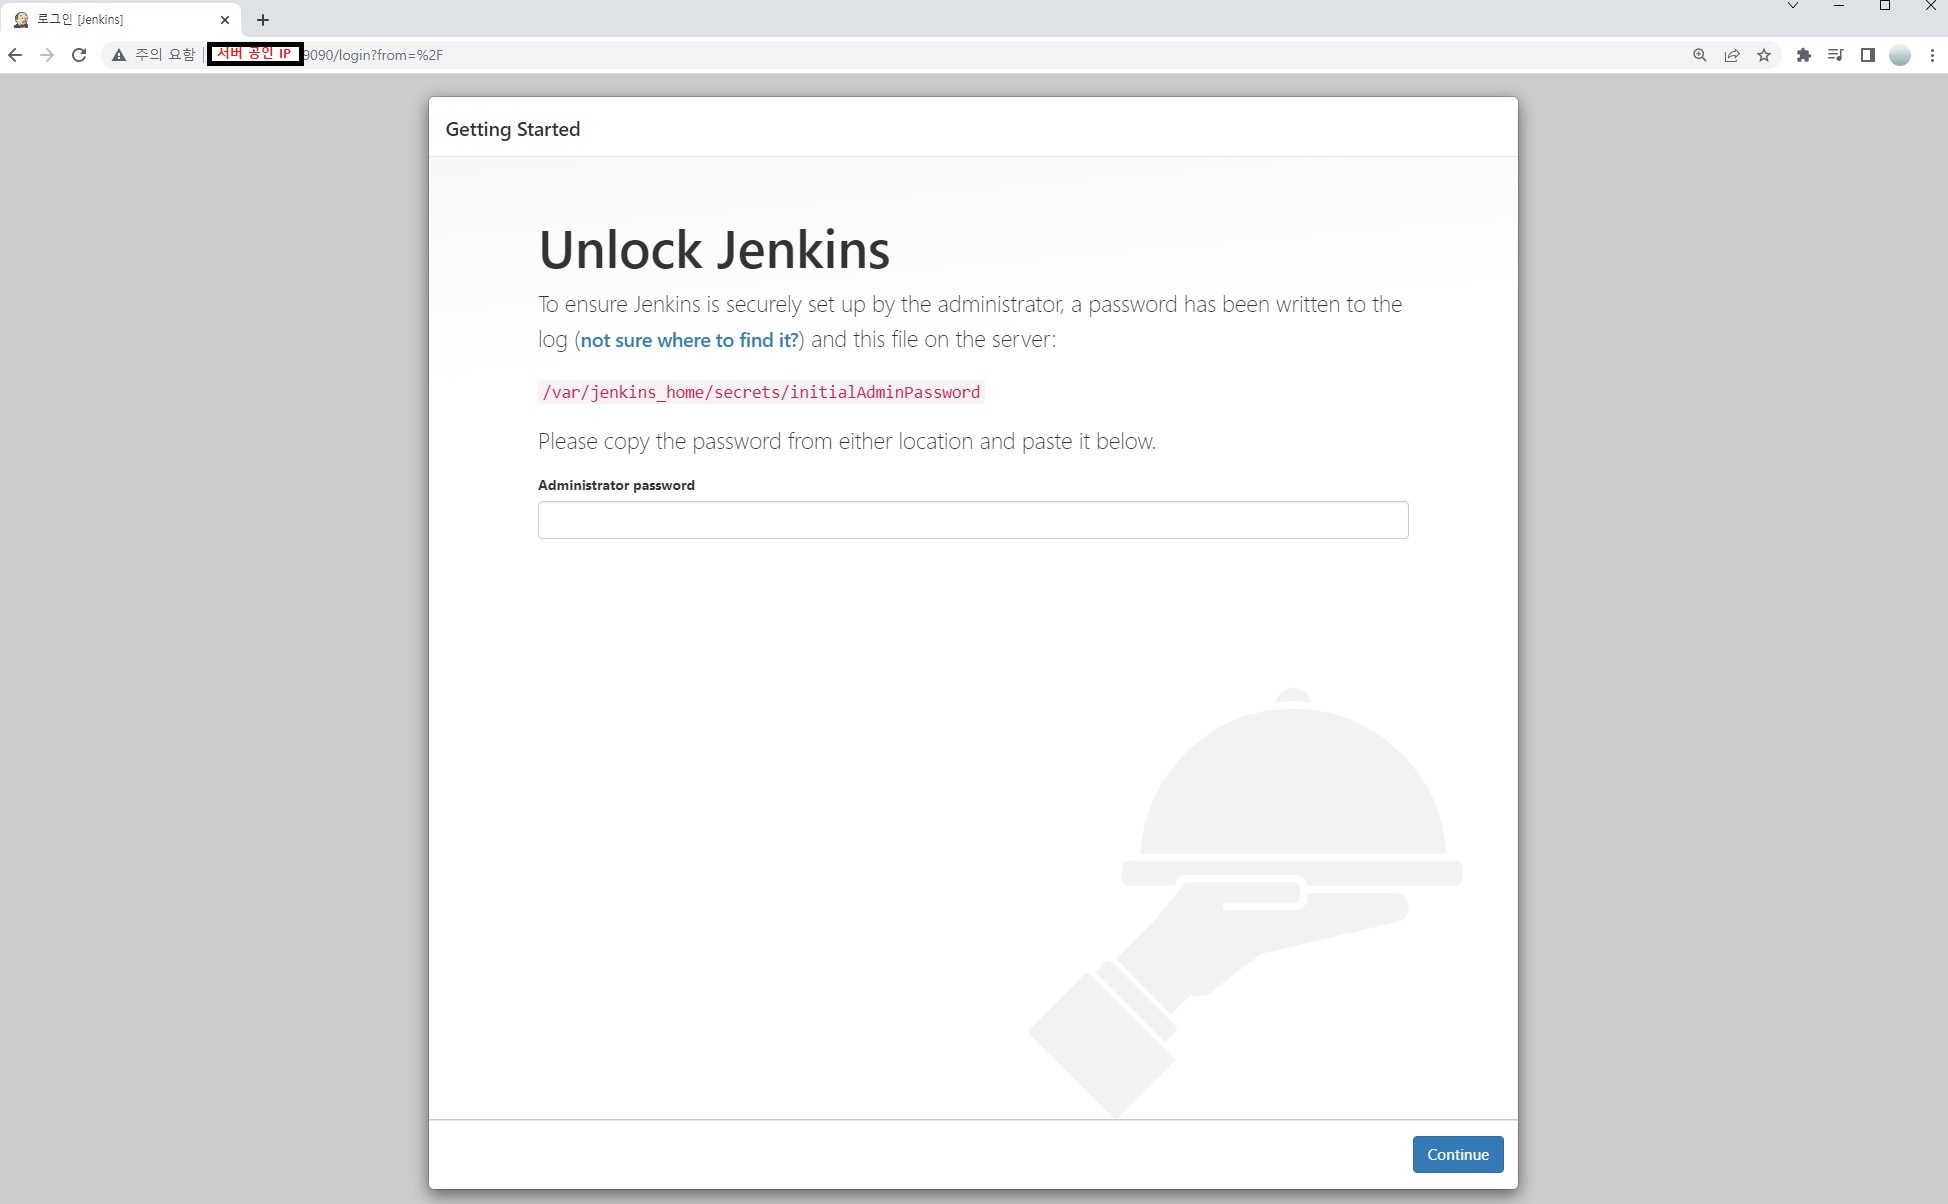 로그인 [Jenkins]
주의 요함 | 서버 공인 IP 9090/login?from=%2F
Getting Started
Unlock Jenkins
To ensure Jenkins is securely set up by the administrator, a password has been written to the
log (not sure where to find it?) and this file on the server:
/var/jenkins_home/secrets/initialAdminPassword
Please copy the password from either location and paste it below.
Administrator password
Continue